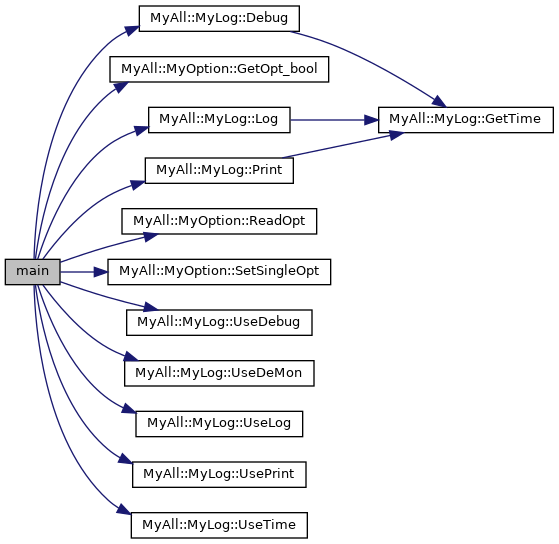 MyAll::MyLog::Debug
MyAll::MyOption::GetOpt_bool
MyAll::MyLog::Log
MyAll::MyLog::GetTime
MyAll::MyLog::Print
MyAll::MyOption::ReadOpt
main
MyAll::MyOption::SetSingleOpt
MyAll::MyLog::UseDebug
MyAll::MyLog::UseDeMon
MyAll::MyLog::UseLog
MyAll::MyLog::UsePrint
MyAll::MyLog::UseTime